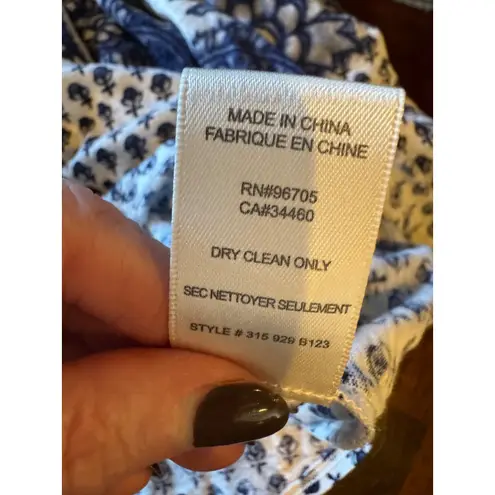 MADE IN CHINA
FABRIQUE EN CHINE
RN#96705
CA#34460
DRY CLEAN ONLY
SEC NETTOYER SEULEMENT
STYLE # 315 929 B123